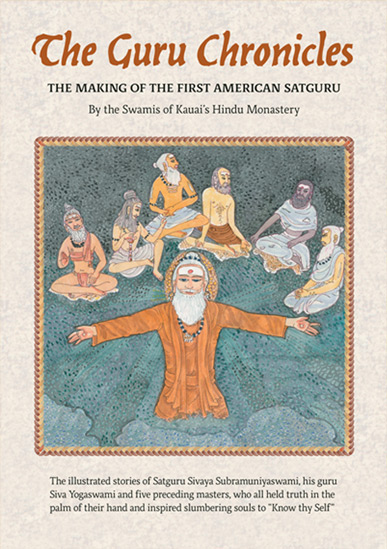 The Guru Chronicles
THE MAKING OF THE FIRST AMERICAN SATGURU
By the Swamis of Kauai's Hindu Monastery
The illustrated stories of Satguru Sivaya Subramuniyaswami, his guru
Siva Yogaswami and five preceding masters, who all held truth in the
palm of their hand and inspired slumbering souls to "Know thy Self"